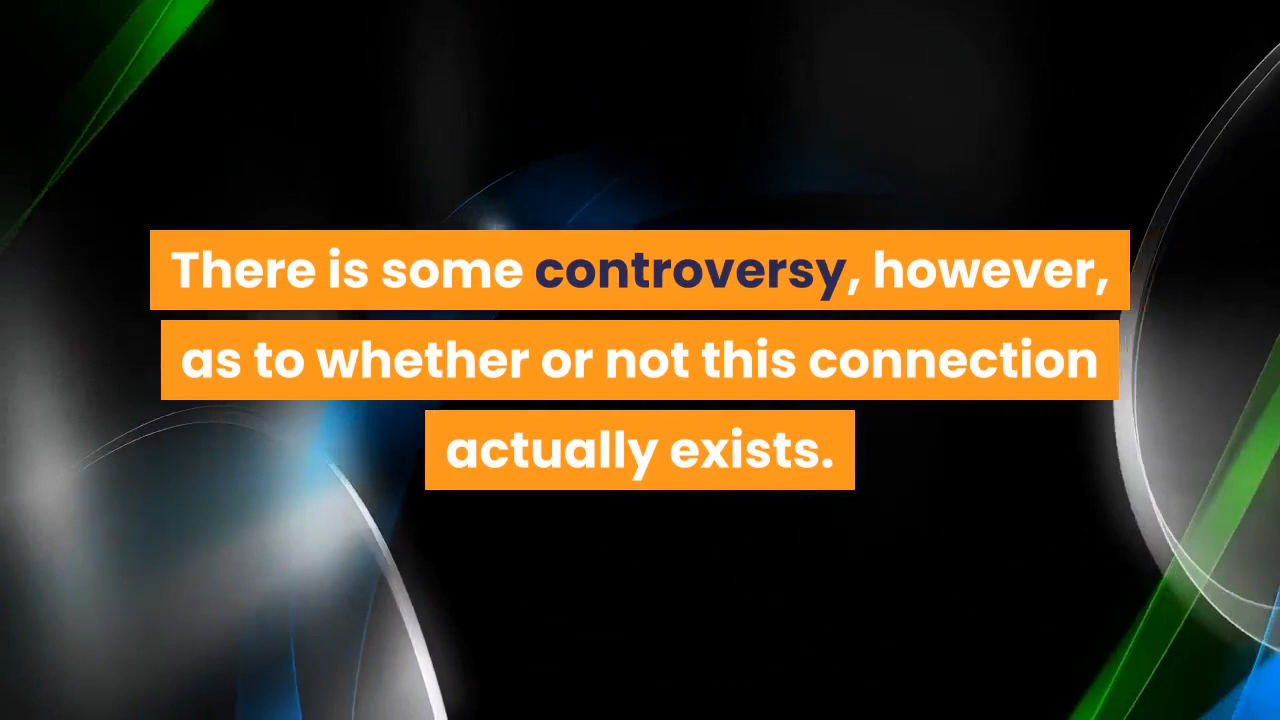 There is some controversy, however,
as to whether or not this connection
actually exists.